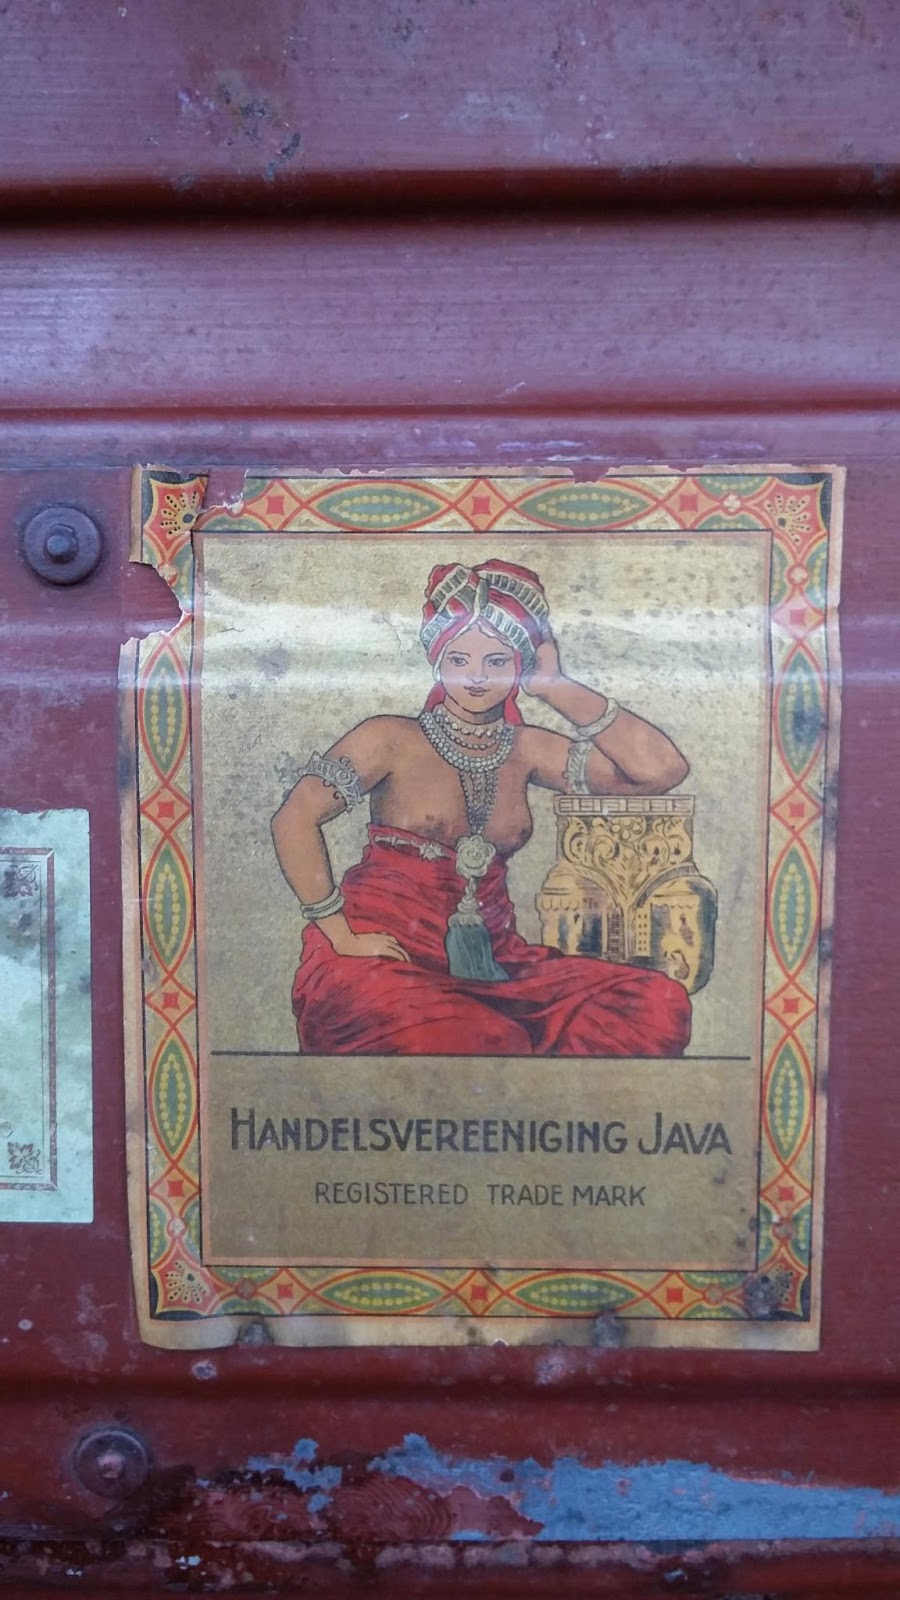 HANDELSVEREENIGING JAVA
REGISTERED TRADE MARK